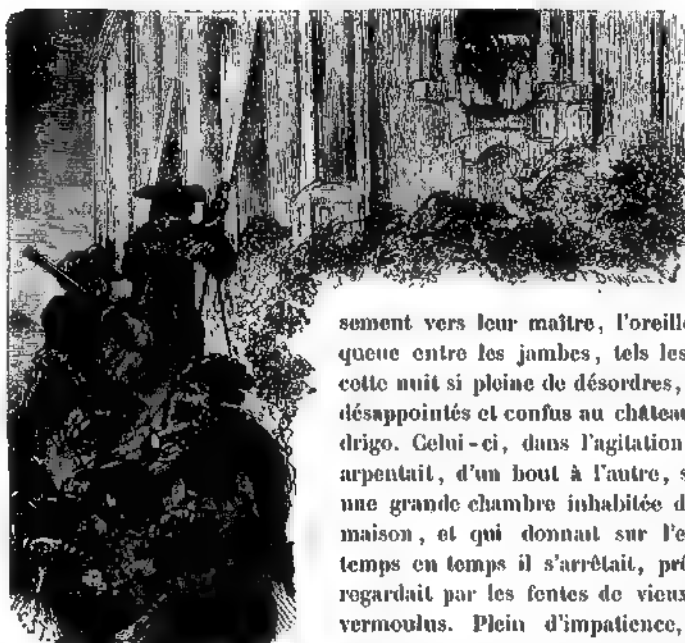 sement vers leur maître, l'oreill
queue entre les jambes, tels les
cette nuit si pleine de désordres,
désappointés et confus au château
drigo. Celui-ci, dans l'agitation
arpentait, d'un bout à l'autre, s
une grande chambre inhabitée d
maison, et qui donnait sur l'e
temps en temps il s'arrêtait, pr
regardait par les fentes de vieux
vermoulus. Plein d'impatience,